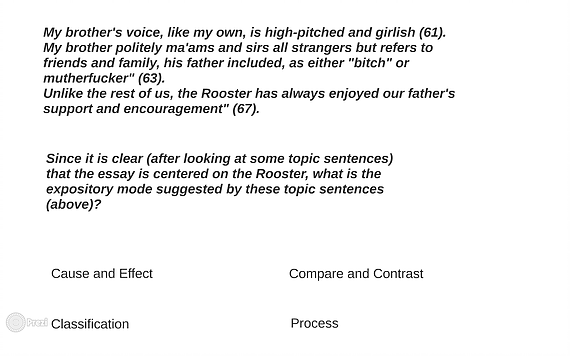 My brother's voice, like my own, is high-pitched and girlish (61).
My brother politely ma'ams and sirs all strangers but refers to
friends and family, his father included, as either "bitch" or
mutherfucker" (63).
Unlike the rest of us, the Rooster has always enjoyed our father's
support and encouragement" (67).
Since it is clear (after looking at some topic sentences)
that the essay is centered on the Rooster, what is the
expository mode suggested by these topic sentences
(above)?
Cause and Effect
Compare and Contrast
Prezi
Classification
Process